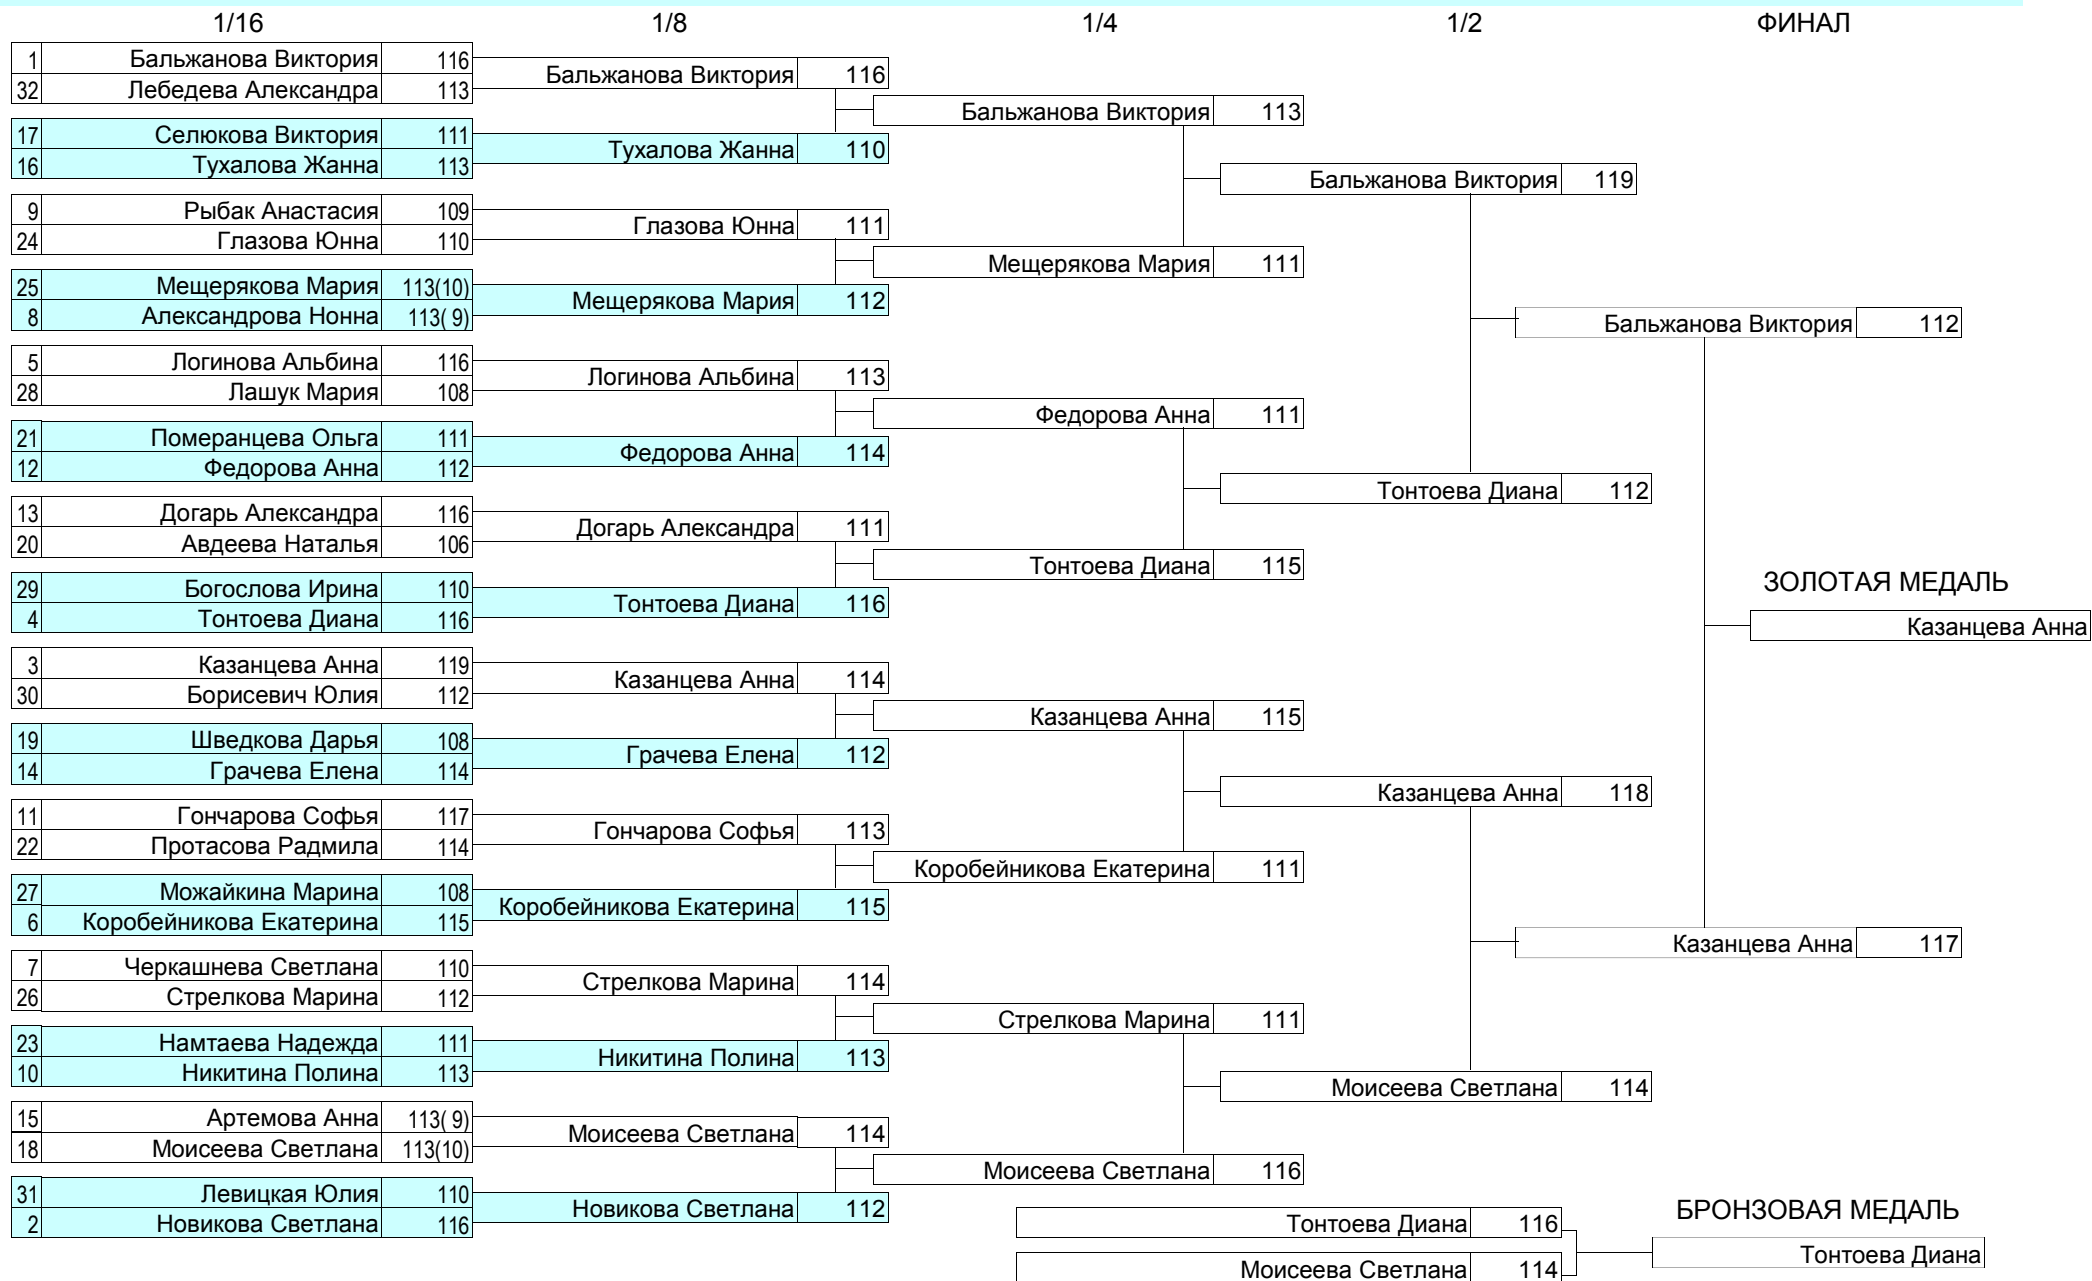 1/16 1/8 1/4 1/2 ФИНАЛ
1 Бальжанова Виктория 116
32 Лебедева Александра 113
17 Селюкова Виктория 111
16 Тухалова Жанна 113
9 Рыбак Анастасия 109
24 Глазова Юнна 110
25 Мещерякова Мария 113(10)
8 Александрова Нонна 113( 9)
5 Логинова Альбина 116
28 Лашук Мария 108
21 Померанцева Ольга 111
12 Федорова Анна 112
13 Догарь Александра 116
20 Авдеева Наталья 106
29 Богослова Ирина 110
4 Тонтоева Диана 116
3 Казанцева Анна 119
30 Борисевич Юлия 112
19 Шведкова Дарья 108
14 Грачева Елена 114
11 Гончарова Софья 117
22 Протасова Радмила 114
27 Можайкина Марина 108
6 Коробейникова Екатерина 115
7 Черкашнева Светлана 110
26 Стрелкова Марина 112
23 Намтаева Надежда 111
10 Никитина Полина 113
15 Артемова Анна 113( 9)
18 Моисеева Светлана 113(10)
31 Левицкая Юлия 110
2 Новикова Светлана 116
Бальжанова Виктория 116
Тухалова Жанна 110
Глазова Юнна 111
Мещерякова Мария 112
Логинова Альбина 113
Федорова Анна 114
Догарь Александра 111
Тонтоева Диана 116
Казанцева Анна 114
Грачева Елена 112
Гончарова Софья 113
Коробейникова Екатерина 115
Стрелкова Марина 114
Никитина Полина 113
Моисеева Светлана 114
Новикова Светлана 112
Бальжанова Виктория 113
Мещерякова Мария 111
Федорова Анна 111
Тонтоева Диана 115
Казанцева Анна 115
Коробейникова Екатерина 111
Стрелкова Марина 111
Моисеева Светлана 116
Бальжанова Виктория 119
Тонтоева Диана 112
Казанцева Анна 118
Моисеева Светлана 114
Бальжанова Виктория 112
Казанцева Анна 117
ЗОЛОТАЯ МЕДАЛЬ
Казанцева Анна
Тонтоева Диана 116
Моисеева Светлана 114
БРОНЗОВАЯ МЕДАЛЬ
Тонтоева Диана